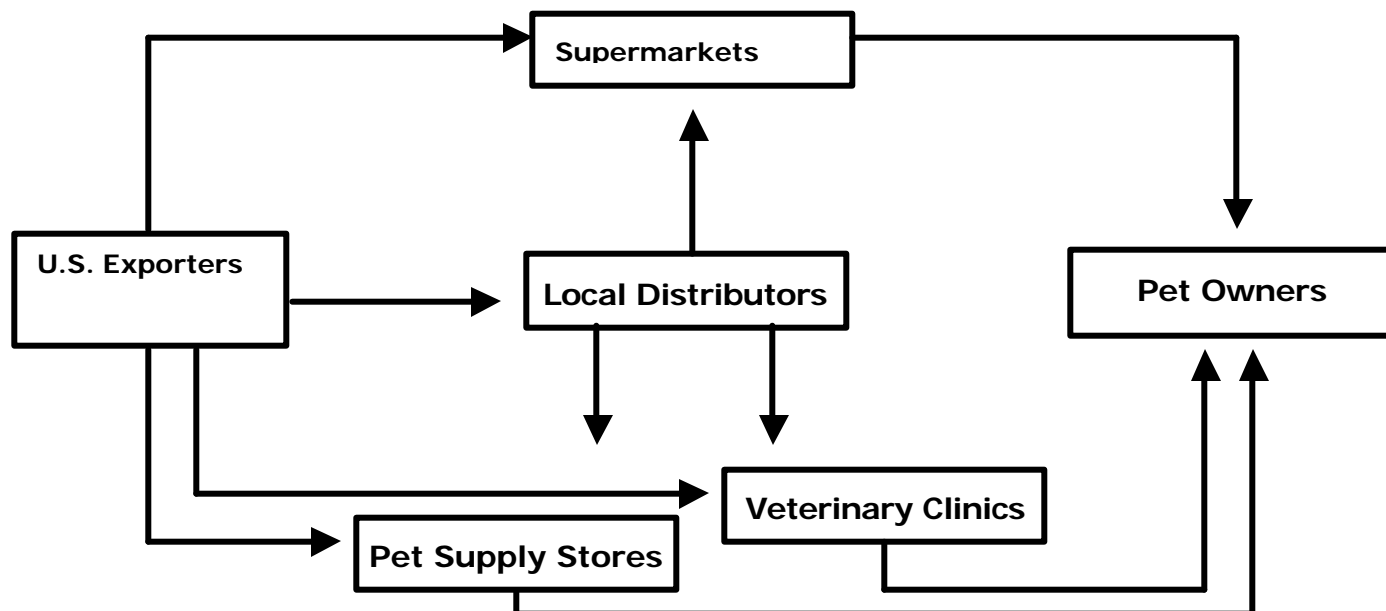 Supermarkets
U.S. Exporters
Local Distributors
Pet Owners
Veterinary Clinics
Pet Supply Stores